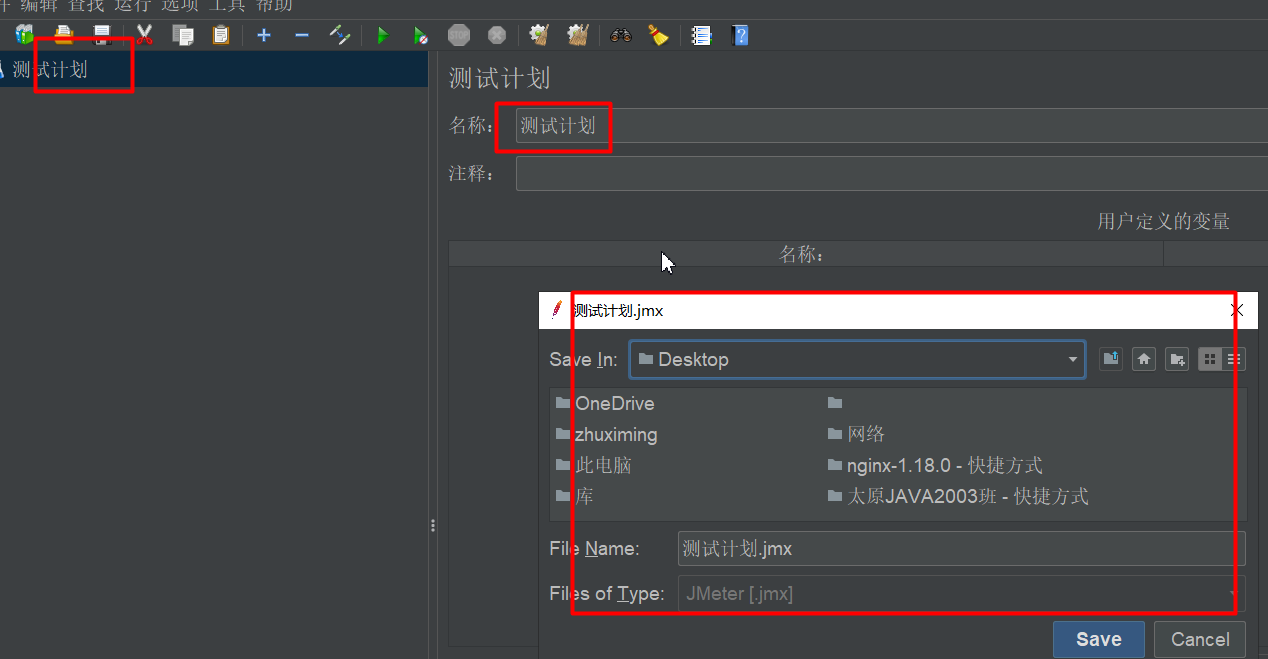 件 编辑 查找 运行 选项 工具 帮助
STOP
?
测试计划
测试计划
名称：
测试计划
注释：
用户定义的变量
名称：
测试计划.jmx
Save In:
Desktop
OneDrive
zhuximing
此电脑
库
网络
nginx-1.18.0 - 快捷方式
太原JAVA2003班 - 快捷方式
File Name:
测试计划.jmx
Files of Type:
JMeter [.jmx]
Save
Cancel